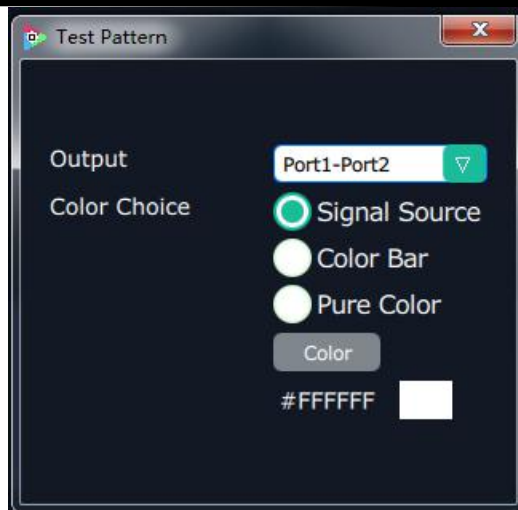 Test Pattern
Output Port1-Port2
Color Choice Signal Source
Color Bar
Pure Color
Color
#FFFFFF